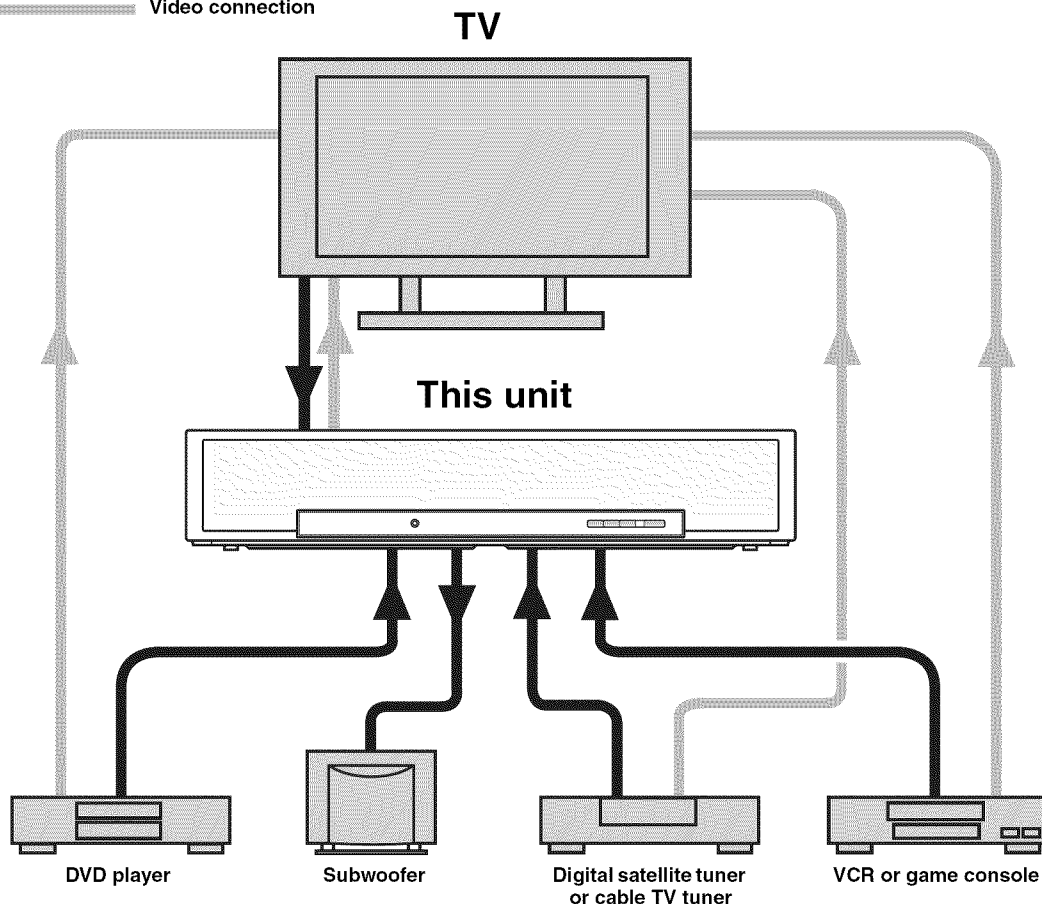 Video connection
TV
This unit
DVD player
Subwoofer
Digital satellite tuner
or cable TV tuner
VCR or game console